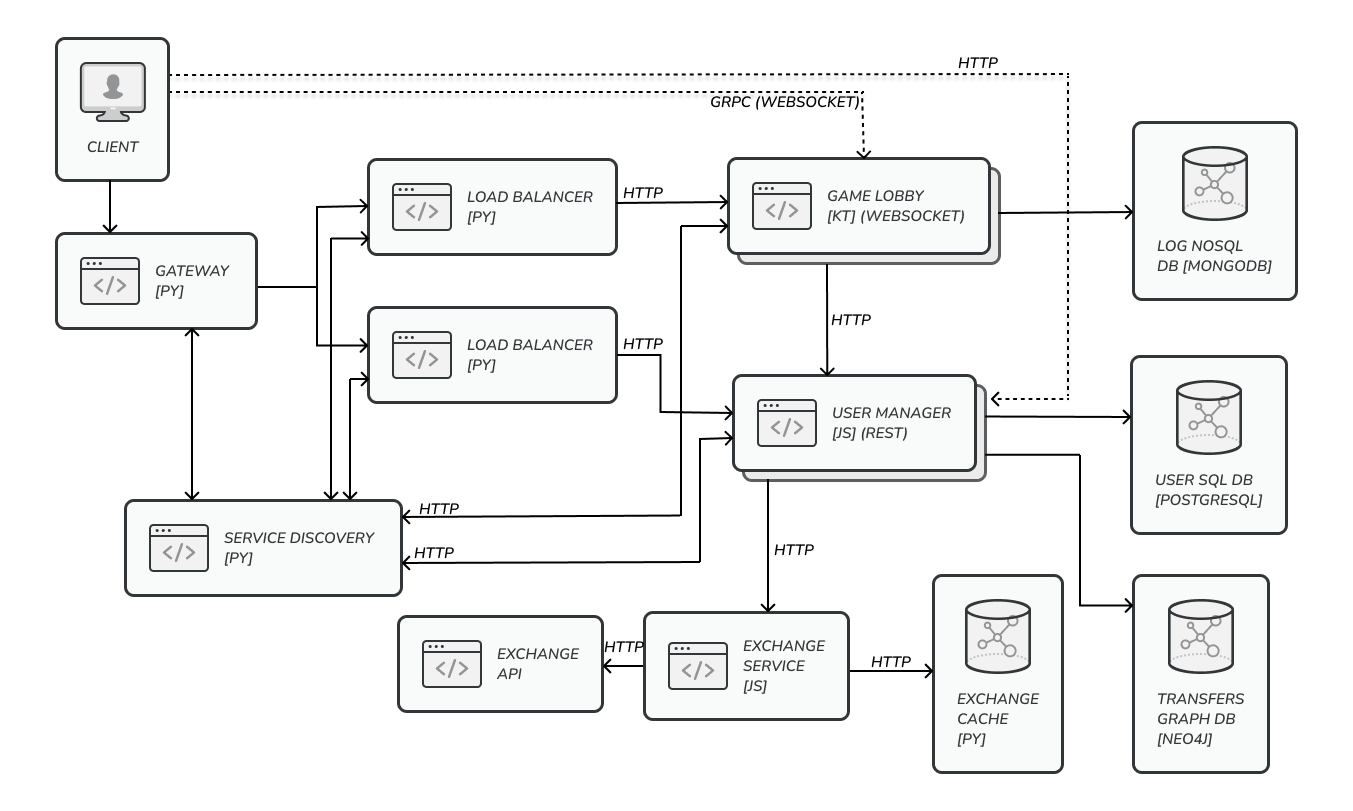 HTTP
GRPC (WEBSOCKET)
CLIENT
LOAD BALANCER
[PY]
HTTP
GAME LOBBY
[KT] (WEBSOCKET)
LOG NOSQL
DB [MONGODB]
GATEWAY
[PY]
HTTP
LOAD BALANCER
[PY]
HTTP
USER MANAGER
[JS] (REST)
USER SQL DB
[POSTGRESQL]
SERVICE DISCOVERY
[PY]
HTTP
HTTP
HTTP
EXCHANGE
API
HTTP
EXCHANGE
SERVICE
[JS]
HTTP
EXCHANGE
CACHE
[PY]
TRANSFERS
GRAPH DB
[NEO4J]